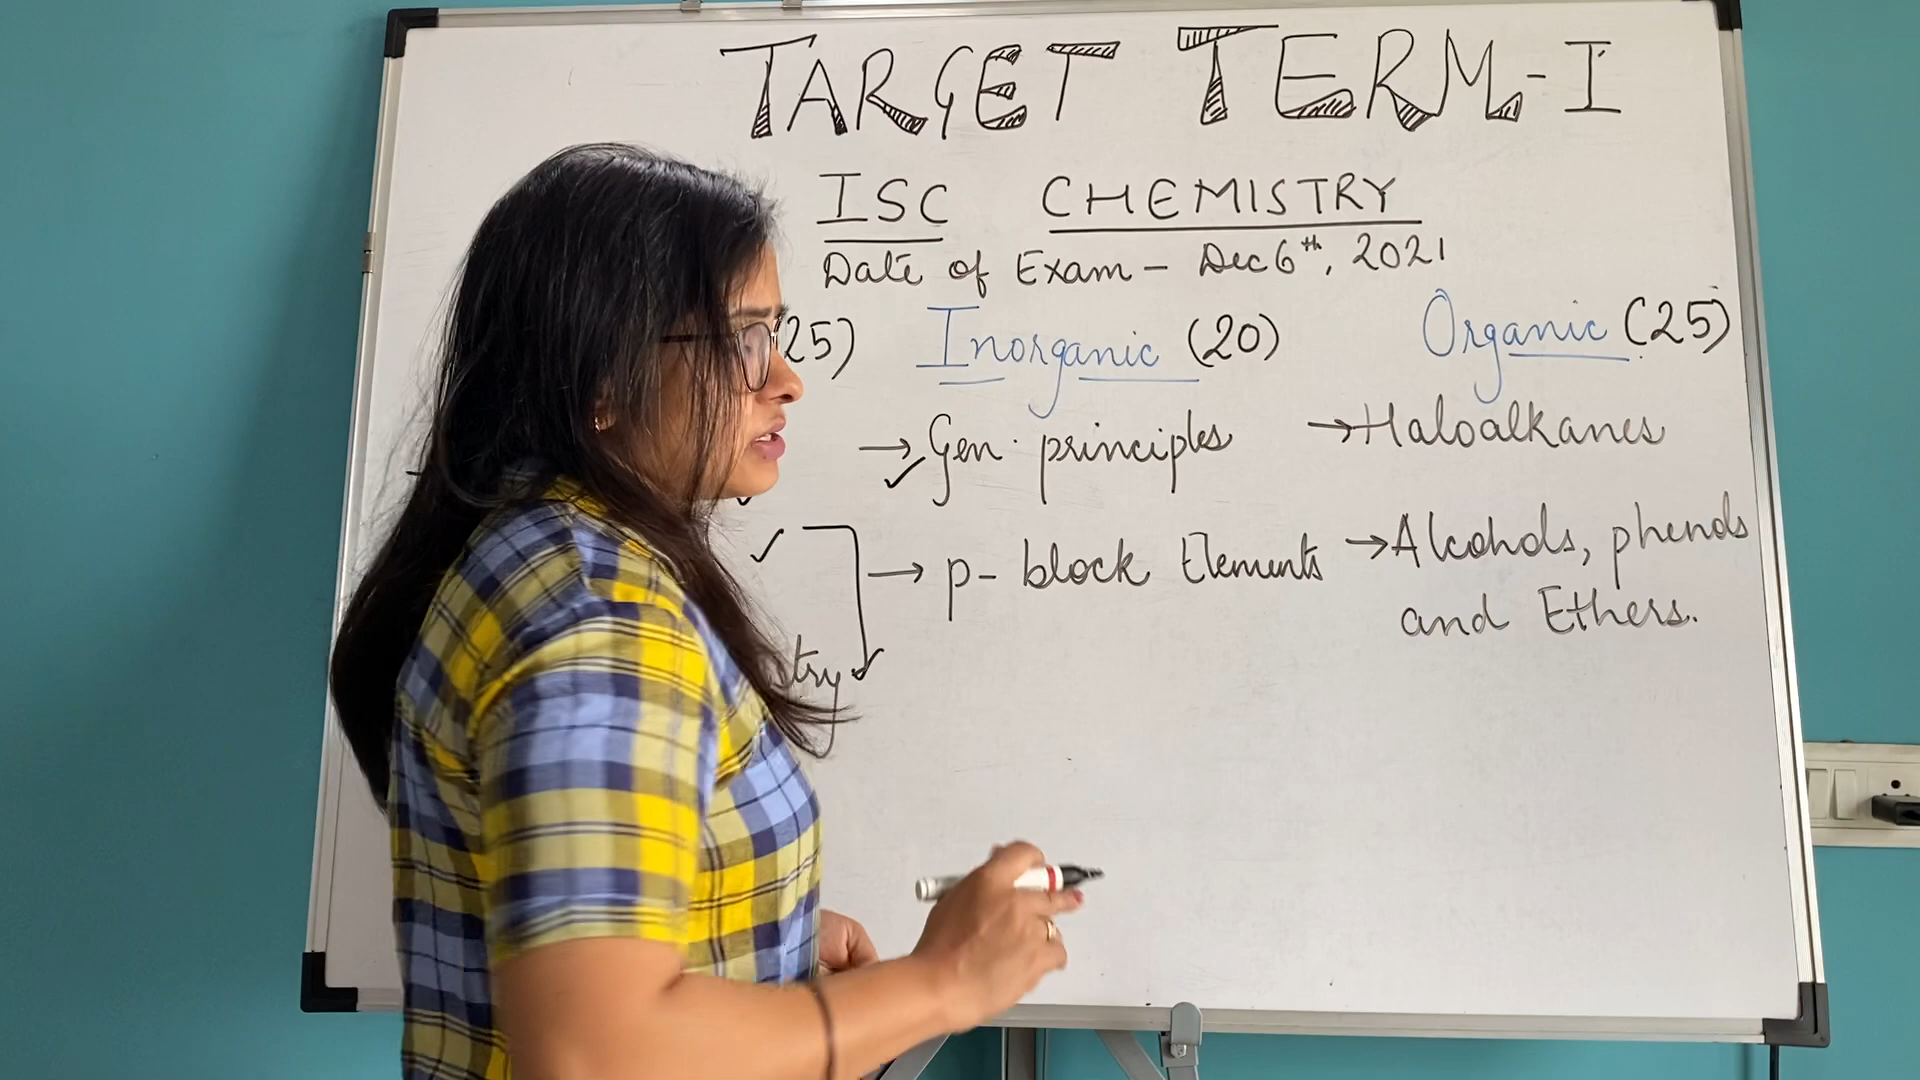 TARGET TERM-I
ISC CHEMISTRY
Date of Exam - Dec 6th, 2021
25) Inorganic (20) Organic (25)
→ Gen. principles → Haloalkanes
→ p- block Elements → Alcohols, phenols
and Ethers.
stry